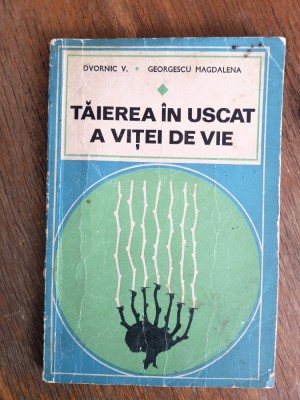 DVORNIC V. • GEORGESCU MAGDALENA
TĂIEREA ÎN USCAT
A VIȚEI DE VIE